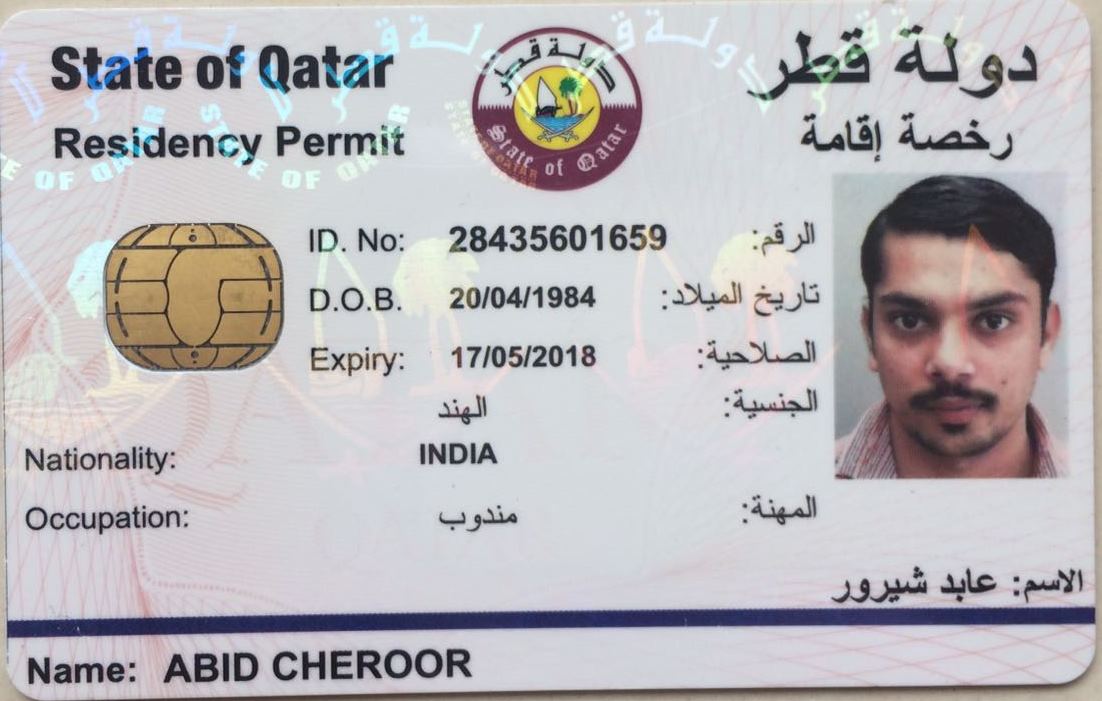 State of Qatar
دولة قطر
Residency Permit
رخصة إقامة
دولة قطر
State of Qatar
ID. No: 28435601659 الرقم:
D.O.B. 20/04/1984 تاريخ الميلاد:
Expiry: 17/05/2018 الصلاحية:
الهند الجنسية:
Nationality: INDIA
Occupation: مندوب المهنة:
الاسم: عابد شيرور
Name: ABID CHEROOR